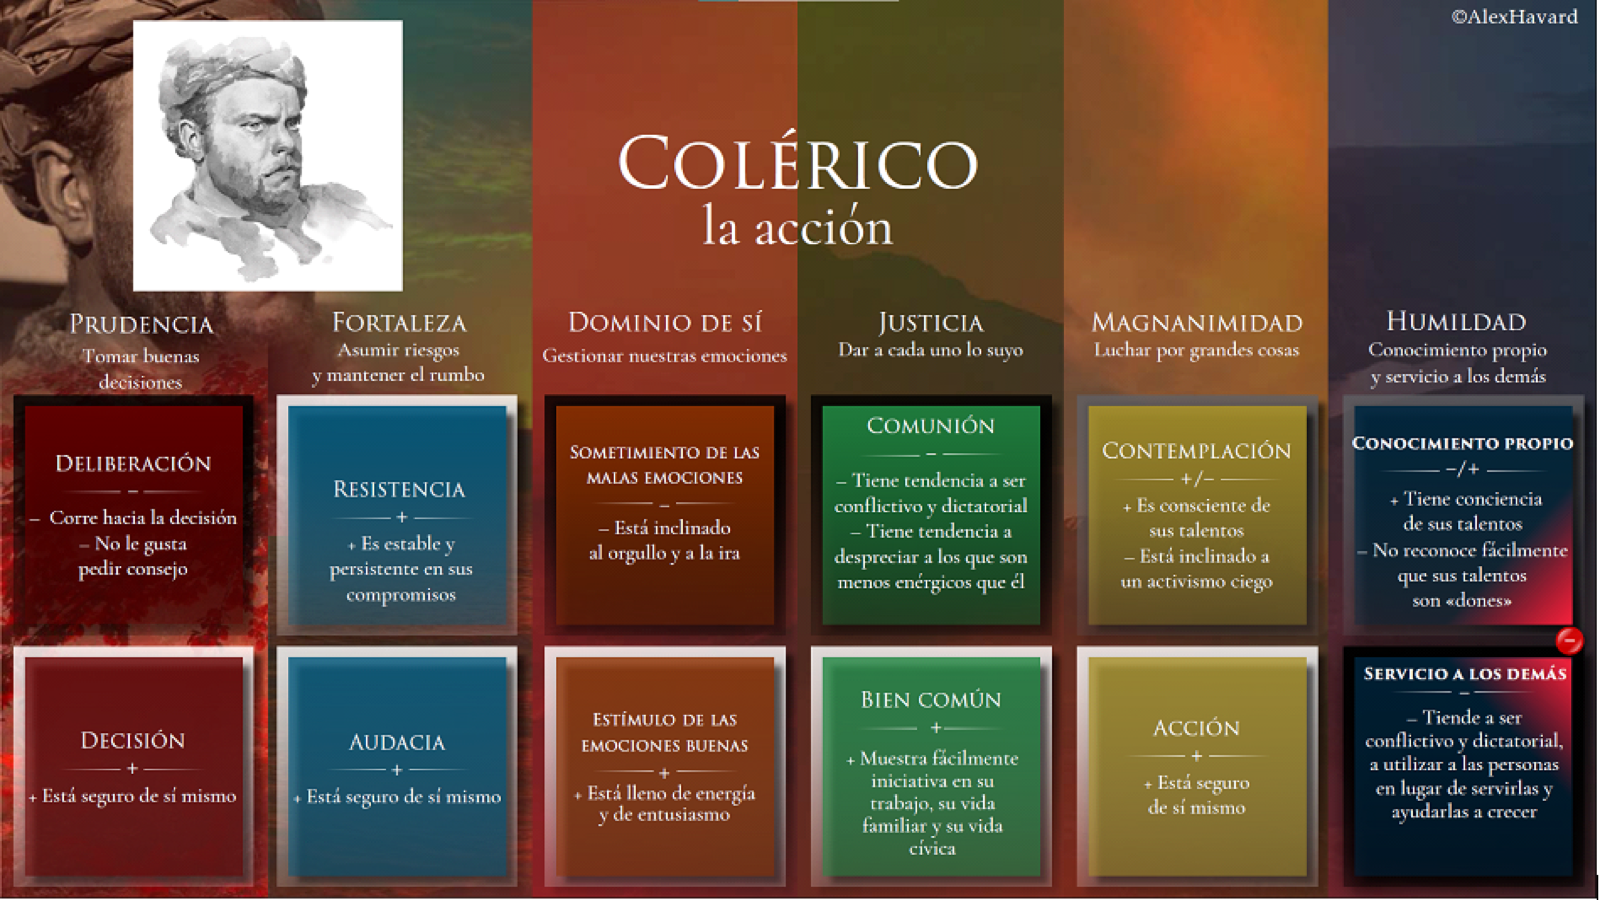 ©AlexHavard
COLÉRICO
la acción
PRUDENCIA
Tomar buenas
decisiones
FORTALEZA
Asumir riesgos
y mantener el rumbo
DOMINIO DE SÍ
Gestionar nuestras emociones
JUSTICIA
Dar a cada uno lo suyo
MAGNANIMIDAD
Luchar por grandes cosas
HUMILDAD
Conocimiento propio
y servicio a los demás
DELIBERACIÓN
–
– Corre hacia la decisión
– No le gusta
pedir consejo
RESISTENCIA
+
+ Es estable y
persistente en sus
compromisos
SOMETIMIENTO DE LAS
MALAS EMOCIONES
–
– Está inclinado
al orgullo y a la ira
COMUNIÓN
–
– Tiene tendencia a ser
conflictivo y dictatorial
– Tiene tendencia a
despreciar a los que son
menos enérgicos que él
CONTEMPLACIÓN
+/–
+ Es consciente de
sus talentos
– Está inclinado a
un activismo ciego
CONOCIMIENTO PROPIO
–/+
+ Tiene conciencia
de sus talentos
– No reconoce fácilmente
que sus talentos
son «dones»
DECISIÓN
+
+ Está seguro de sí mismo
AUDACIA
+
+ Está seguro de sí mismo
ESTÍMULO DE LAS
EMOCIONES BUENAS
+
+ Está lleno de energía
y de entusiasmo
BIEN COMÚN
+
+ Muestra fácilmente
iniciativa en su
trabajo, su vida
familiar y su vida
cívica
ACCIÓN
+
+ Está seguro
de sí mismo
–
SERVICIO A LOS DEMÁS
–
– Tiende a ser
conflictivo y dictatorial,
a utilizar a las personas
en lugar de servirlas y
ayudarlas a crecer